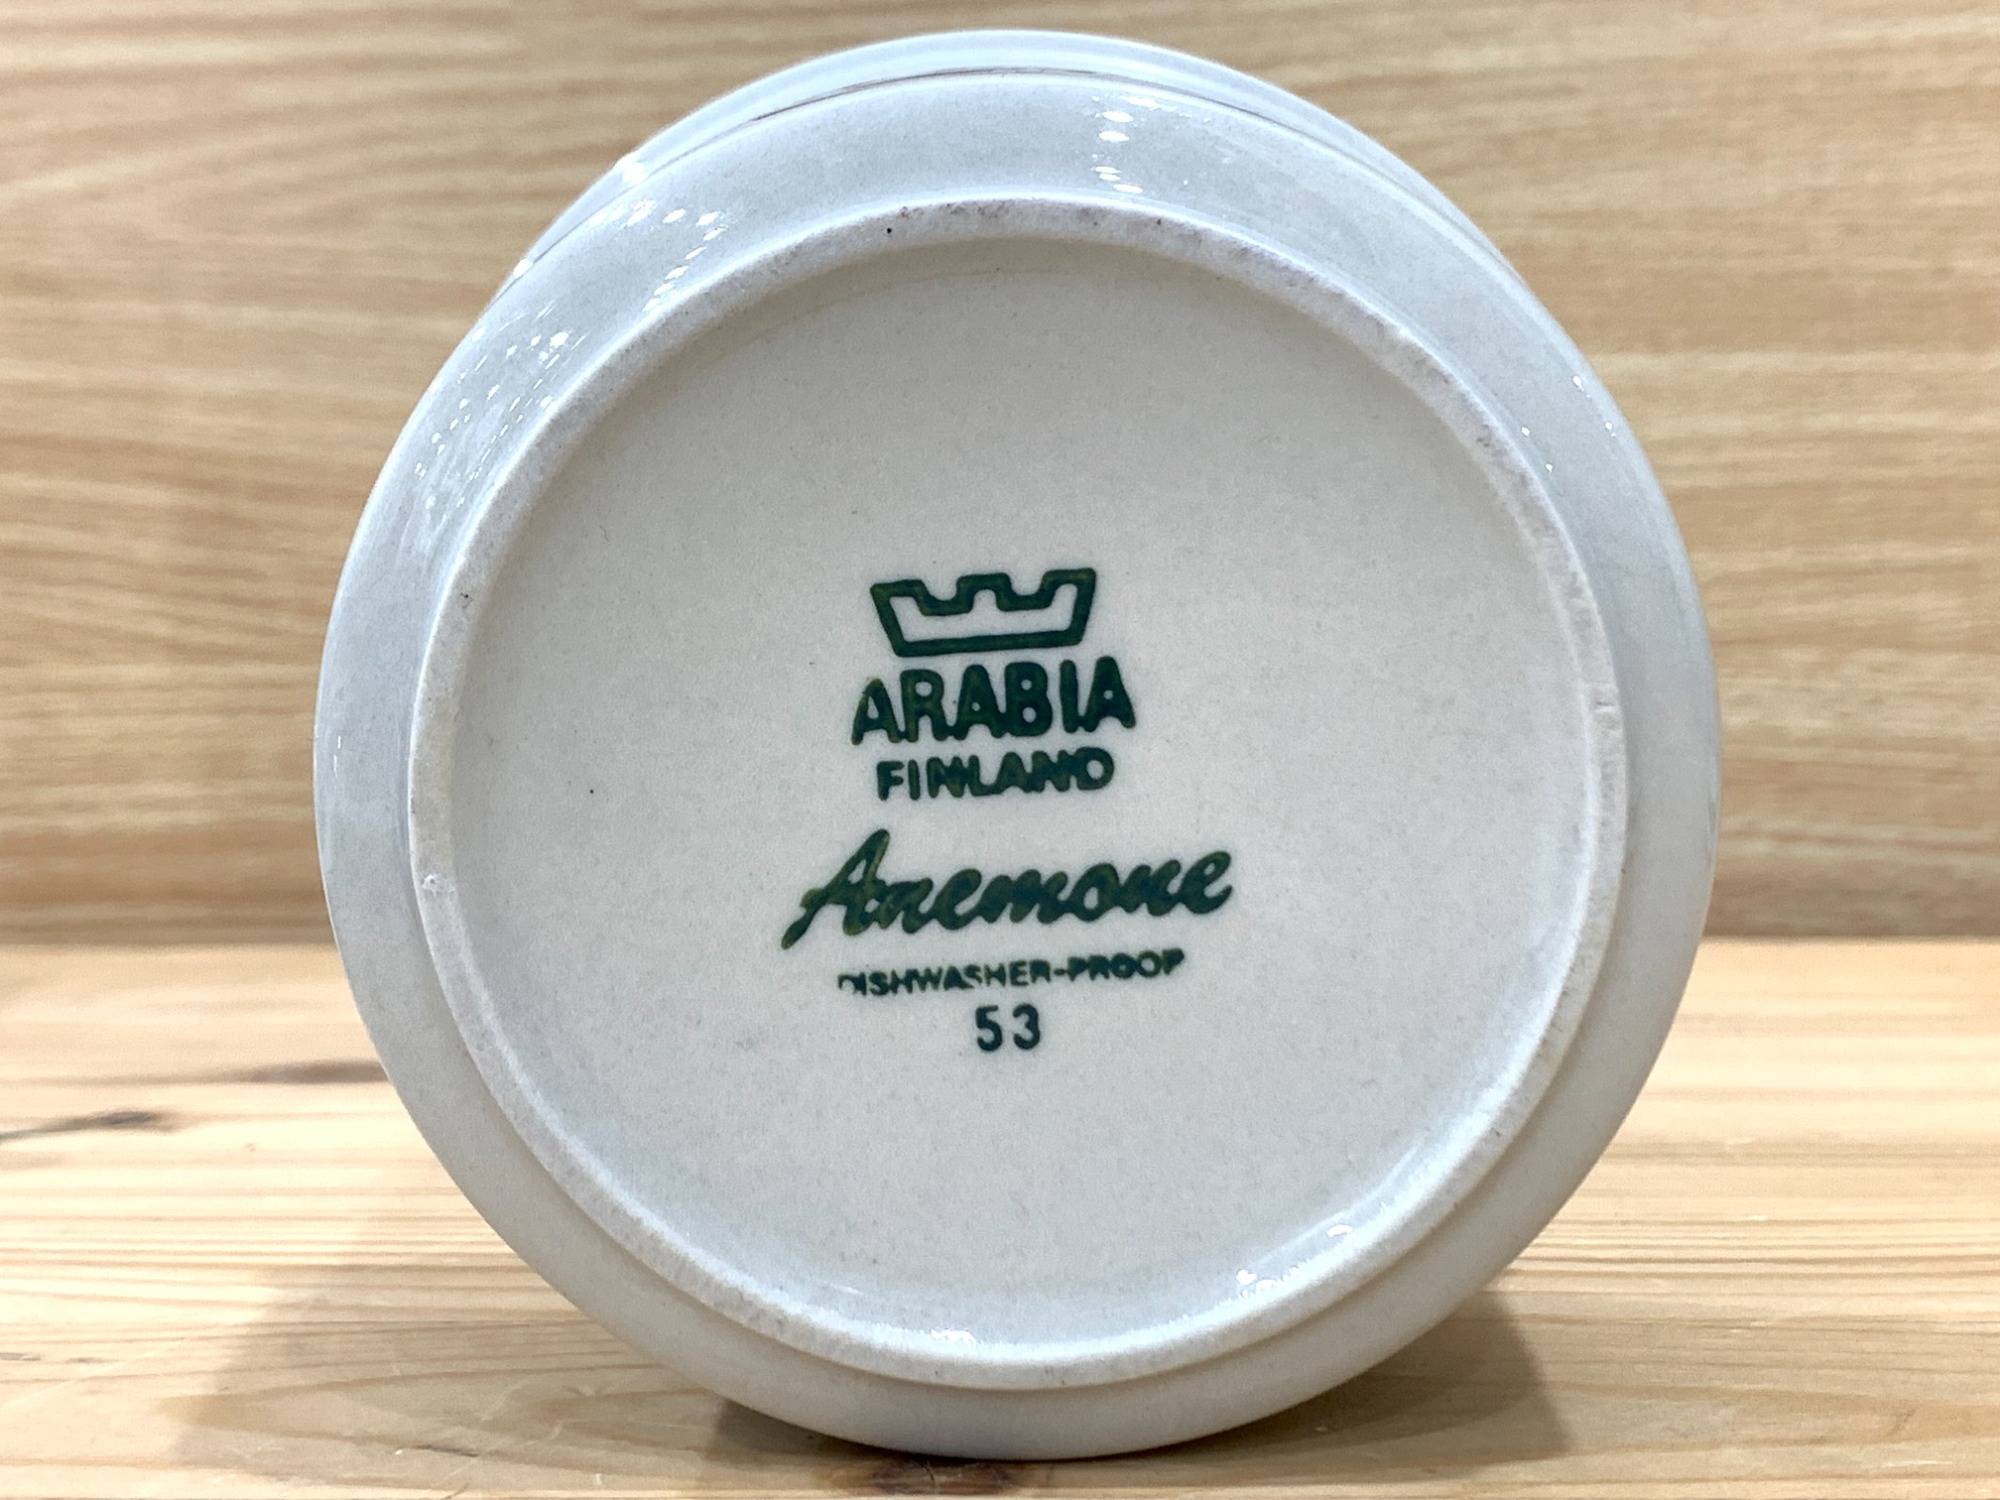 ARABIA
FINLAND
Anemone
DISHWASHER-PROOF
53